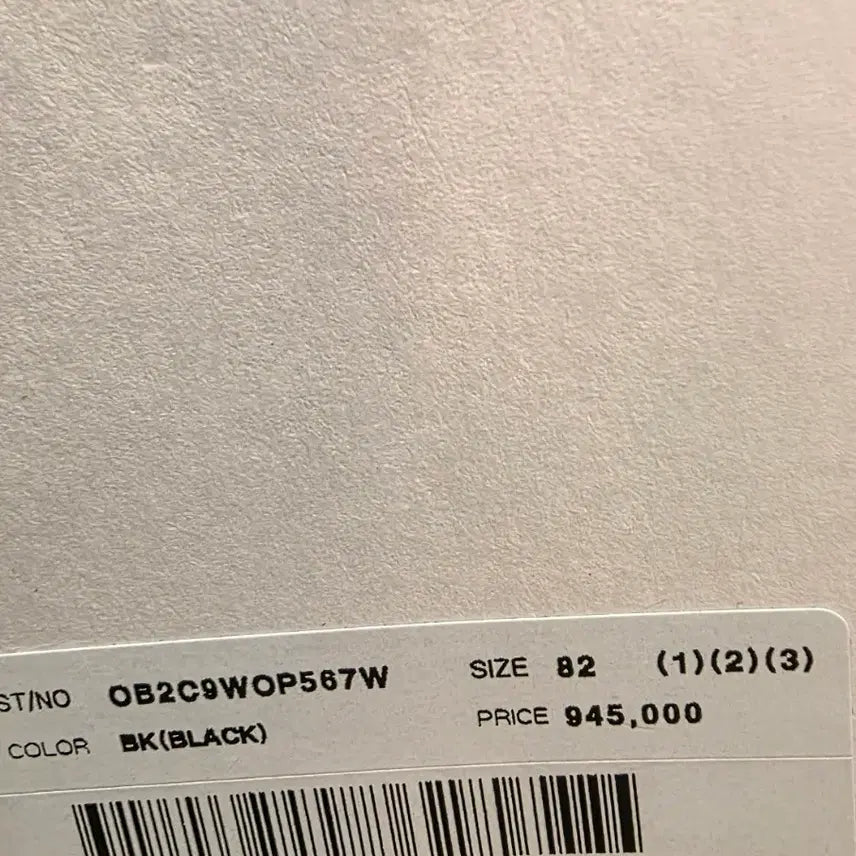 ST/NO OB2C9WOP567W SIZE 82 (1)(2)(3)
COLOR BK(BLACK) PRICE 945,000